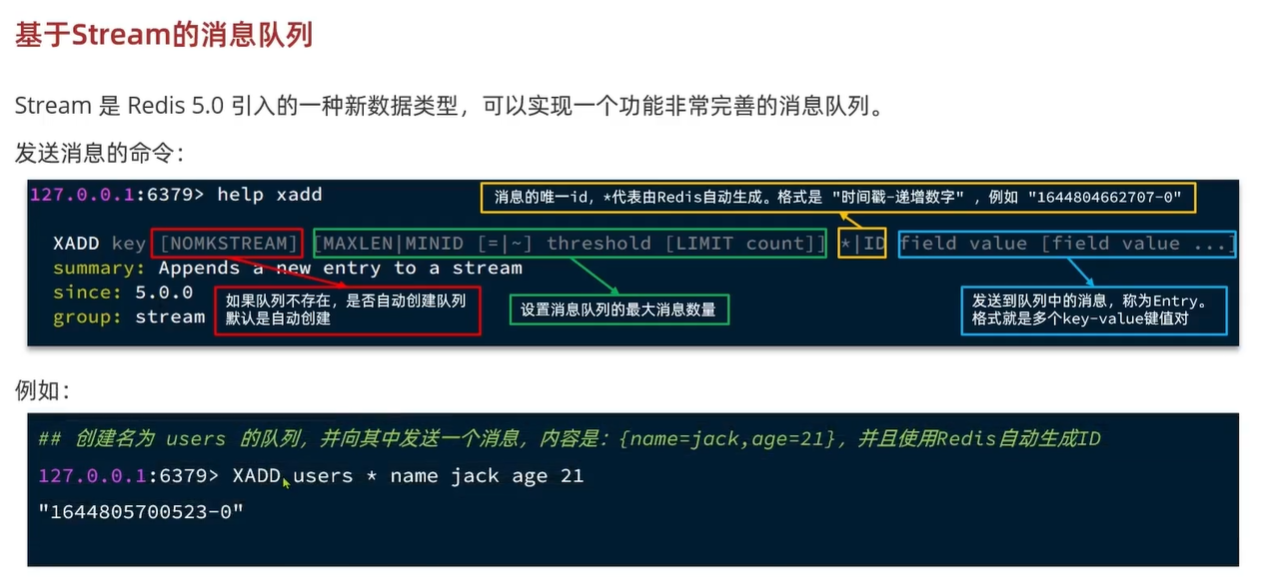 基于Stream的消息队列
Stream 是 Redis 5.0 引入的一种新数据类型，可以实现一个功能非常完善的消息队列。
发送消息的命令：
127.0.0.1:6379> help xadd
消息的唯一id，*代表由Redis自动生成。格式是 "时间戳-递增数字" ，例如 "1644804662707-0"
XADD key [NOMKSTREAM] [MAXLEN|MINID [=|~] threshold [LIMIT count]] *|ID field value [field value ...]
summary: Appends a new entry to a stream
since: 5.0.0
group: stream
如果队列不存在，是否自动创建队列
默认是自动创建
设置消息队列的最大消息数量
发送到队列中的消息，称为Entry。
格式就是多个key-value键值对
例如：
## 创建名为 users 的队列，并向其中发送一个消息，内容是：{name=jack,age=21}，并且使用Redis自动生成ID
127.0.0.1:6379> XADD users * name jack age 21
"1644805700523-0"